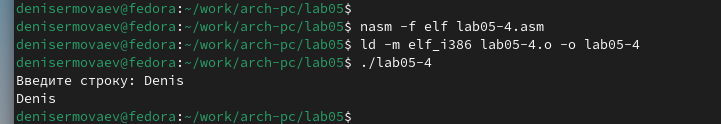 denisermovaev@fedora:~/work/arch-pc/lab05$
denisermovaev@fedora:~/work/arch-pc/lab05$ nasm -f elf lab05-4.asm
denisermovaev@fedora:~/work/arch-pc/lab05$ ld -m elf_i386 lab05-4.o -o lab05-4
denisermovaev@fedora:~/work/arch-pc/lab05$ ./lab05-4
Введите строку: Denis
Denis
denisermovaev@fedora:~/work/arch-pc/lab05$